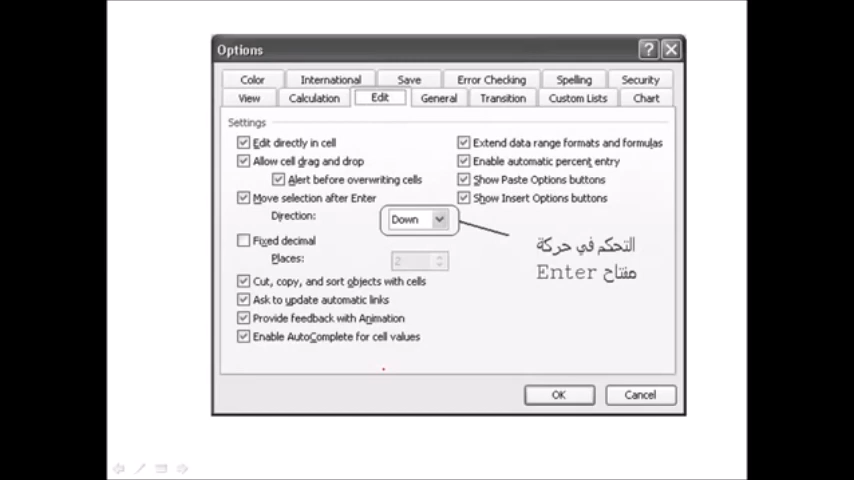 Options
Color International Save Error Checking Spelling Security
View Calculation Edit General Transition Custom Lists Chart
Settings
Edit directly in cell
Allow cell drag and drop
Alert before overwriting cells
Move selection after Enter
Direction: Down
Fixed decimal
Places: 2
Cut, copy, and sort objects with cells
Ask to update automatic links
Provide feedback with Animation
Enable AutoComplete for cell values
Extend data range formats and formulas
Enable automatic percent entry
Show Paste Options buttons
Show Insert Options buttons
التحكم في حركة
مفتاح Enter
OK Cancel